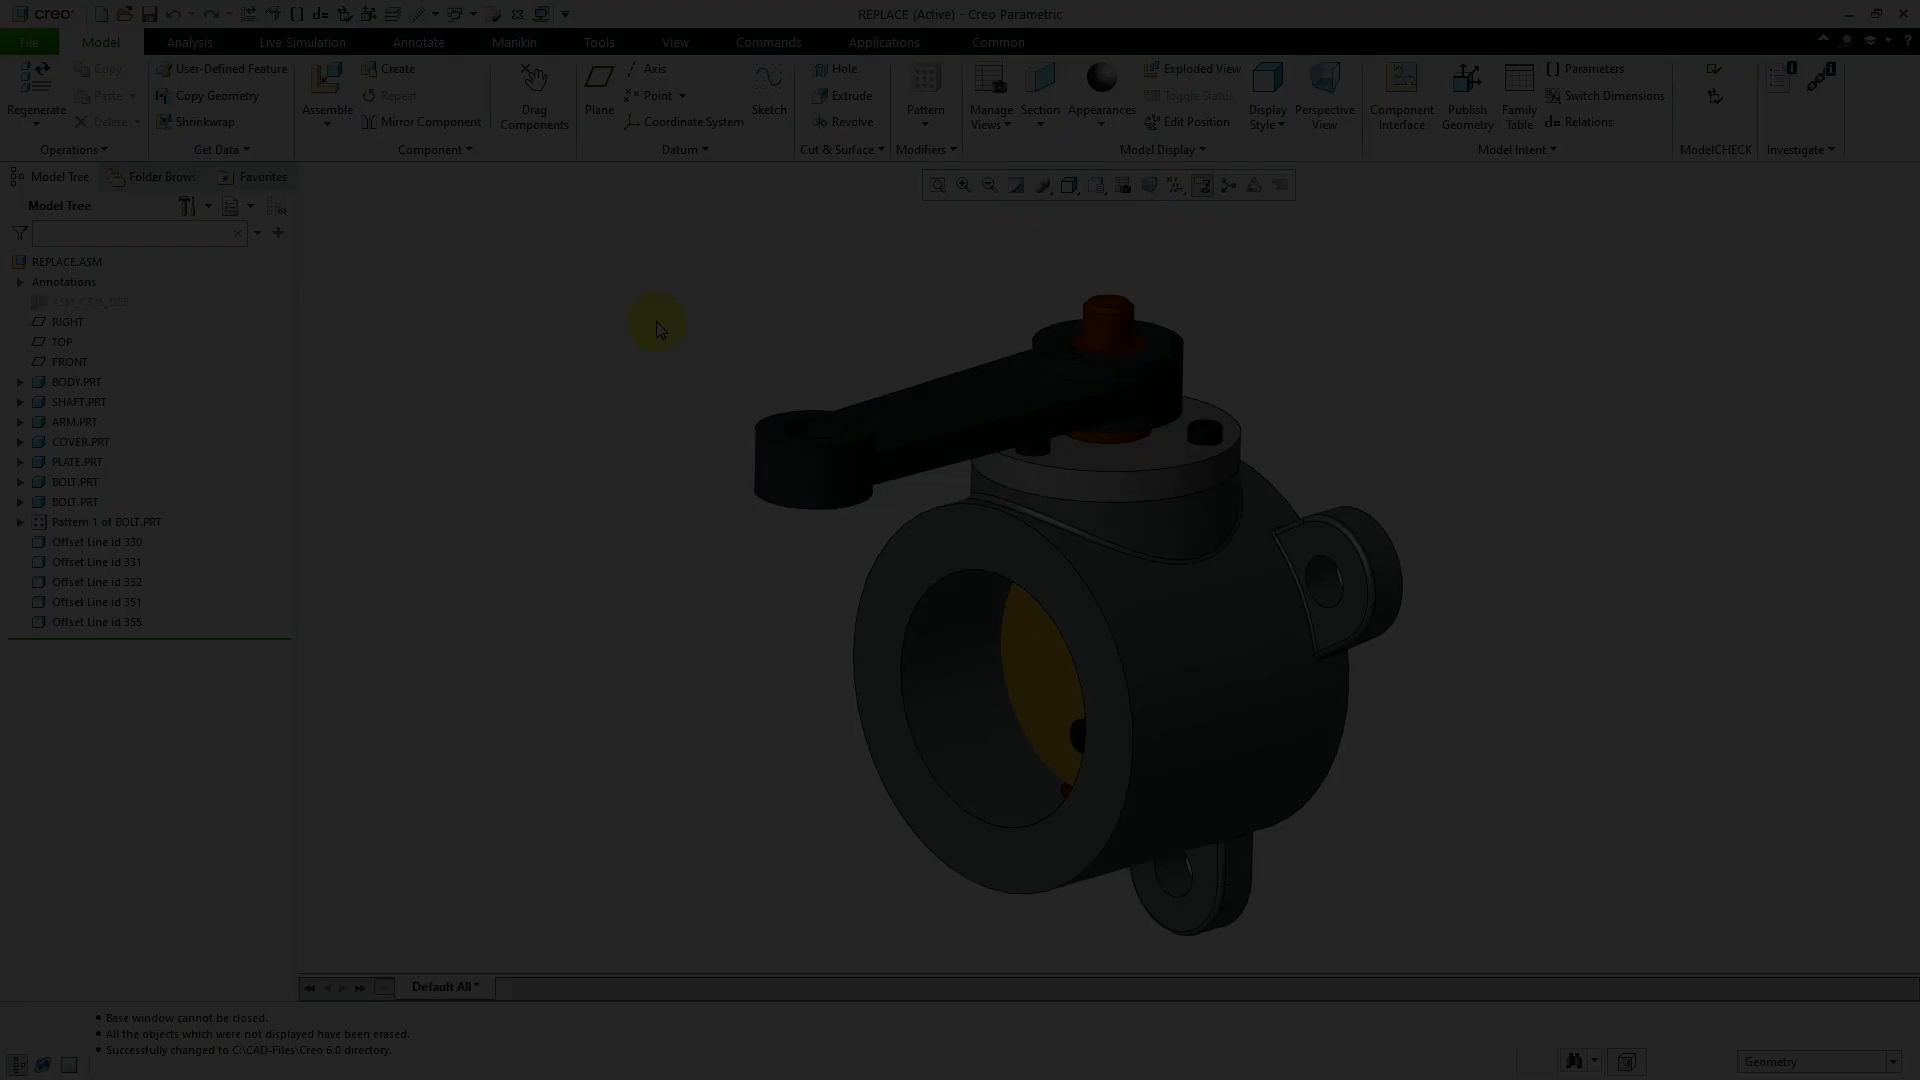 creo
REPLACE (Active) - Creo Parametric
File Model Analysis Live Simulation Annotate Manikin Tools View Commands Applications Common
Regenerate
Copy
Paste
Delete
Operations
User-Defined Feature
Copy Geometry
Shrinkwrap
Get Data
Assemble
Create
Repeat
Mirror Component
Component
Drag Components
Plane
Axis
Point
Coordinate System
Sketch
Datum
Hole
Extrude
Revolve
Cut & Surface
Pattern
Modifiers
Manage Views
Section
Appearances
Exploded View
Toggle Status
Edit Position
Display Style
Perspective View
Model Display
Component Interface
Publish Geometry
Family Table
Parameters
Switch Dimensions
d= Relations
Model Intent
ModelCHECK
Investigate
Model Tree Folder Brows Favorites
Model Tree
REPLACE.ASM
Annotations
ASM_CSYS_DEF
RIGHT
TOP
FRONT
BODY.PRT
SHAFT.PRT
ARM.PRT
COVER.PRT
PLATE.PRT
BOLT.PRT
BOLT.PRT
Pattern 1 of BOLT.PRT
Offset Line id 330
Offset Line id 331
Offset Line id 332
Offset Line id 351
Offset Line id 355
Default All *
• Base window cannot be closed.
• All the objects which were not displayed have been erased.
• Successfully changed to C:\CAD-Files\Creo 6.0 directory.
Geometry